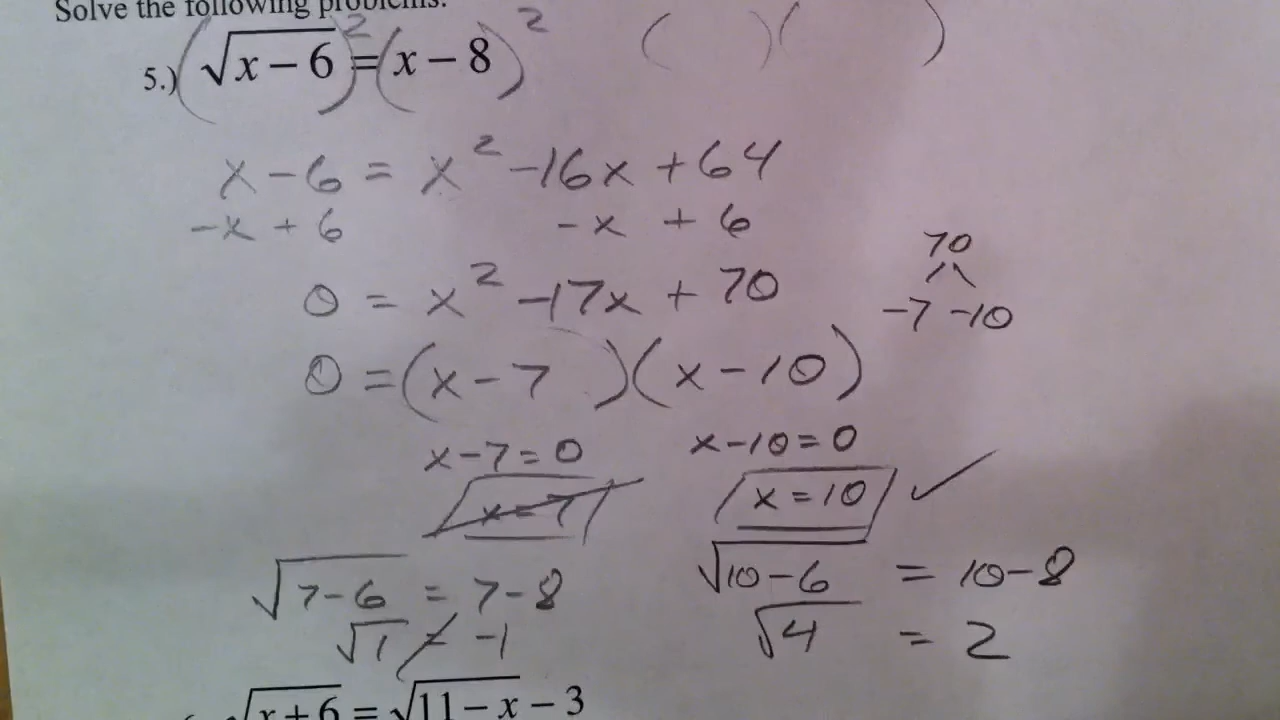 Solve the following problems.
5.) (√x − 6)² = (x − 8)² ( )( )
x − 6 = x² − 16x + 64
−x + 6 −x + 6
0 = x² − 17x + 70
70
−7 −10
0 = (x − 7 )(x − 10)
x − 7 = 0 x − 10 = 0
x = 7 x = 10 ✓
√7 − 6 = 7 − 8 √10 − 6 = 10 − 8
√1 ≠ −1 √4 = 2
√x + 6 = √11 − x − 3